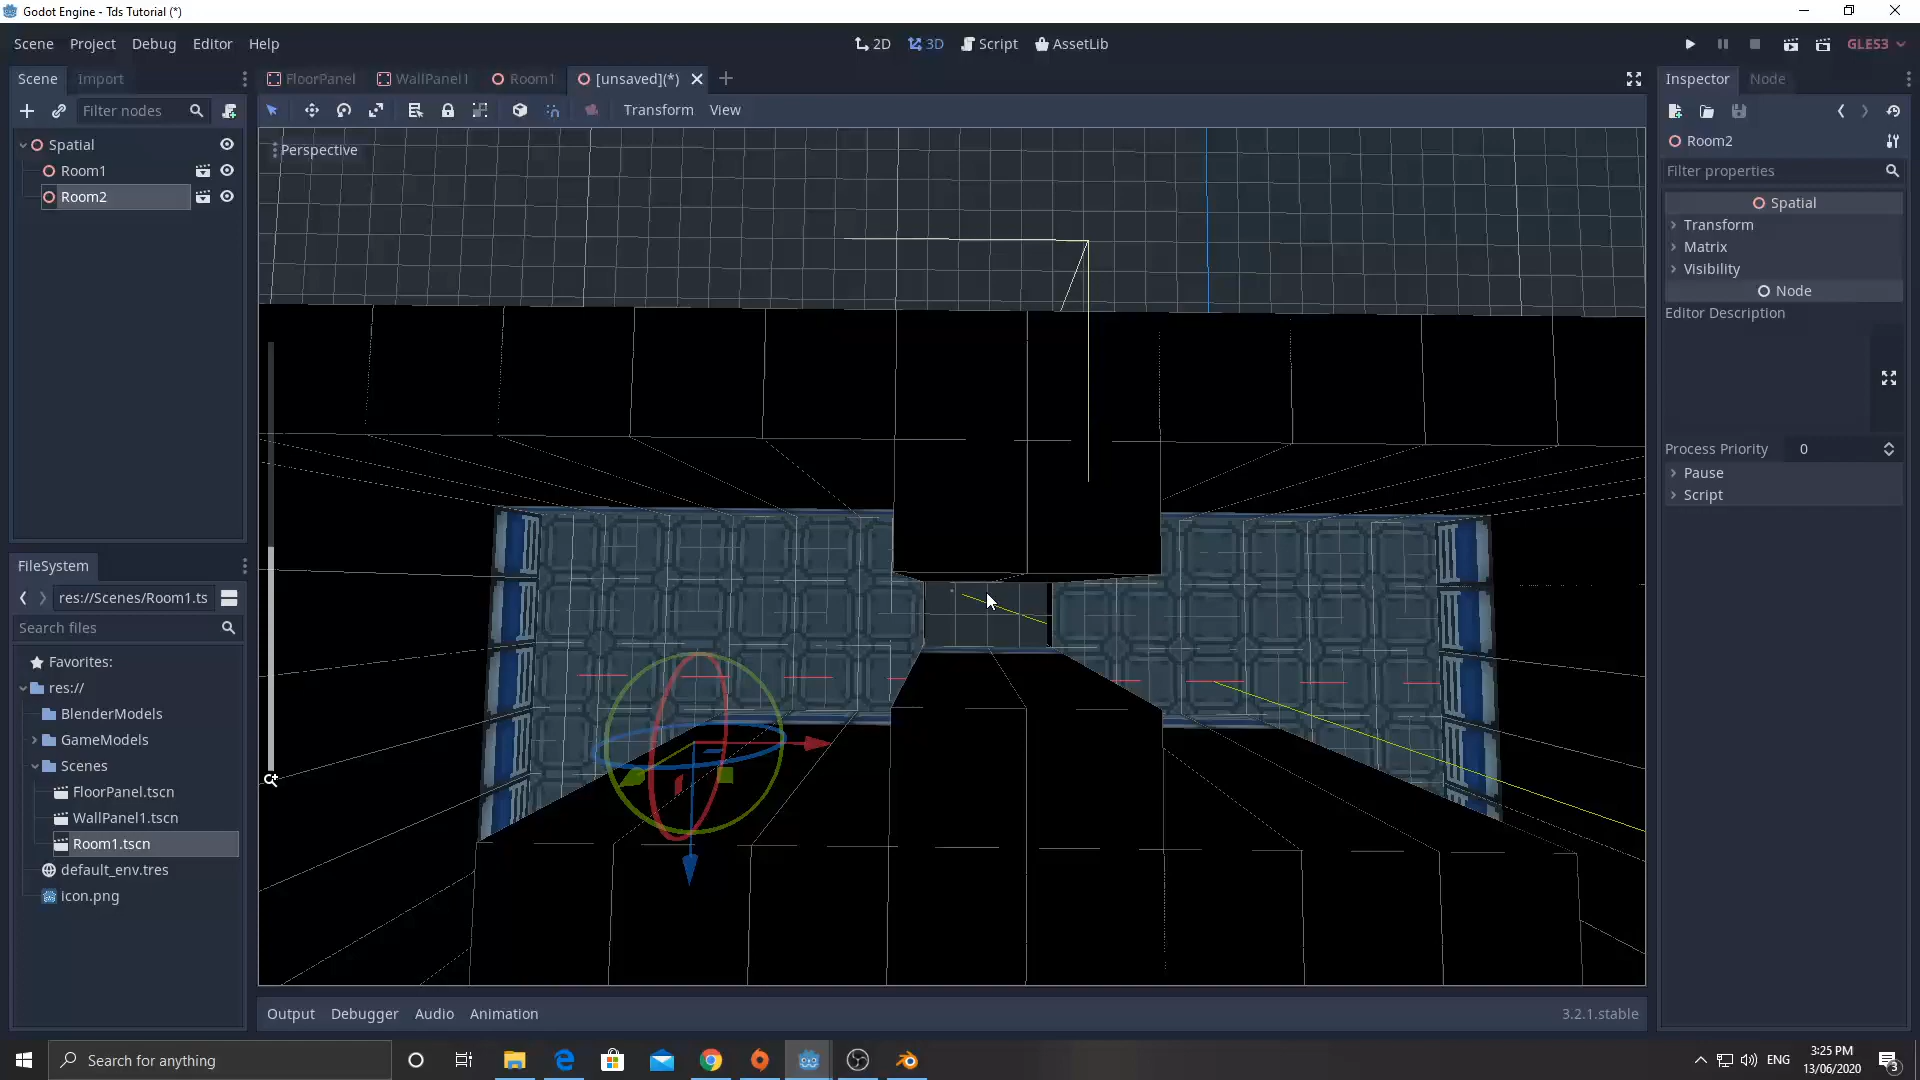 Godot Engine - Tds Tutorial (*)
Scene Project Debug Editor Help
2D 3D Script AssetLib
GLES3
Scene Import
FloorPanel WallPanel1 Room1 [unsaved](*)
Inspector Node
Filter nodes
Transform View
Spatial
Room1
Room2
Perspective
Room2
Filter properties
Spatial
Transform
Matrix
Visibility
Node
Editor Description
Process Priority 0
Pause
Script
FileSystem
res://Scenes/Room1.ts
Search files
Favorites:
res://
BlenderModels
GameModels
Scenes
FloorPanel.tscn
WallPanel1.tscn
Room1.tscn
default_env.tres
icon.png
Output Debugger Audio Animation
3.2.1.stable
Search for anything
ENG
3:25 PM
13/06/2020
3